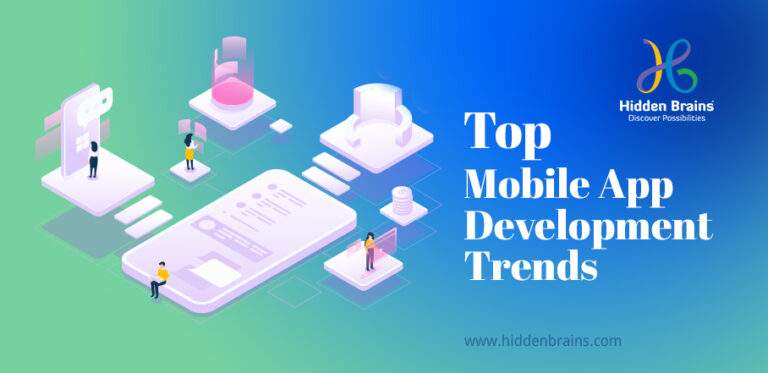 Hidden Brains
Discover Possibilities
Top
Mobile App
Development
Trends
www.hiddenbrains.com